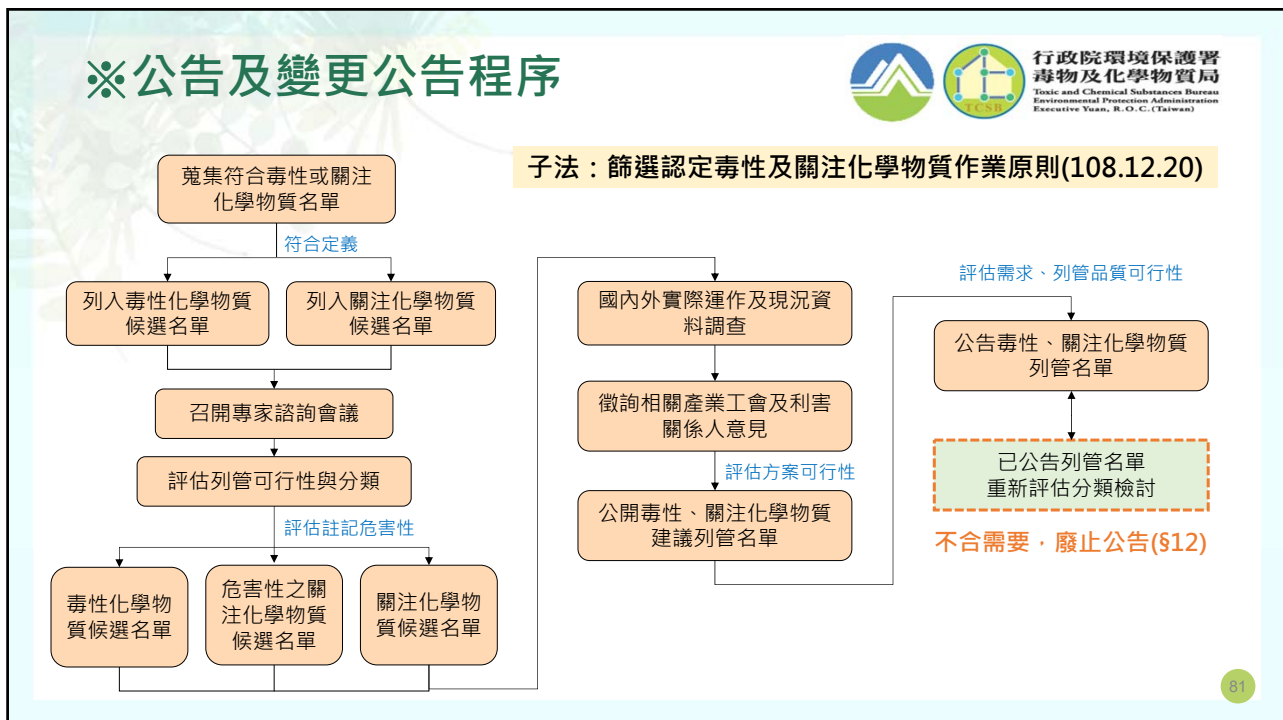 ※公告及變更公告程序
行政院環境保護署
毒物及化學物質局
Toxic and Chemical Substances Bureau
Environmental Protection Administration
Executive Yuan, R.O.C.(Taiwan)
TCSB
子法：篩選認定毒性及關注化學物質作業原則(108.12.20)
蒐集符合毒性或關注
化學物質名單
符合定義
列入毒性化學物質
候選名單
列入關注化學物質
候選名單
召開專家諮詢會議
評估列管可行性與分類
評估註記危害性
毒性化學物
質候選名單
危害性之關
注化學物質
候選名單
關注化學物
質候選名單
國內外實際運作及現況資
料調查
徵詢相關產業工會及利害
關係人意見
評估方案可行性
公開毒性、關注化學物質
建議列管名單
評估需求、列管品質可行性
公告毒性、關注化學物質
列管名單
已公告列管名單
重新評估分類檢討
不合需要，廢止公告(§12)
81